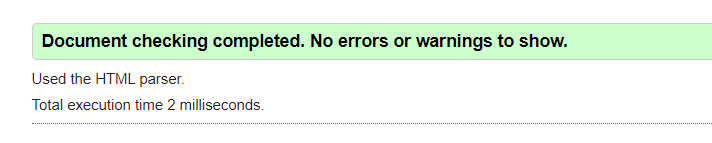 Document checking completed. No errors or warnings to show.
Used the HTML parser.
Total execution time 2 milliseconds.